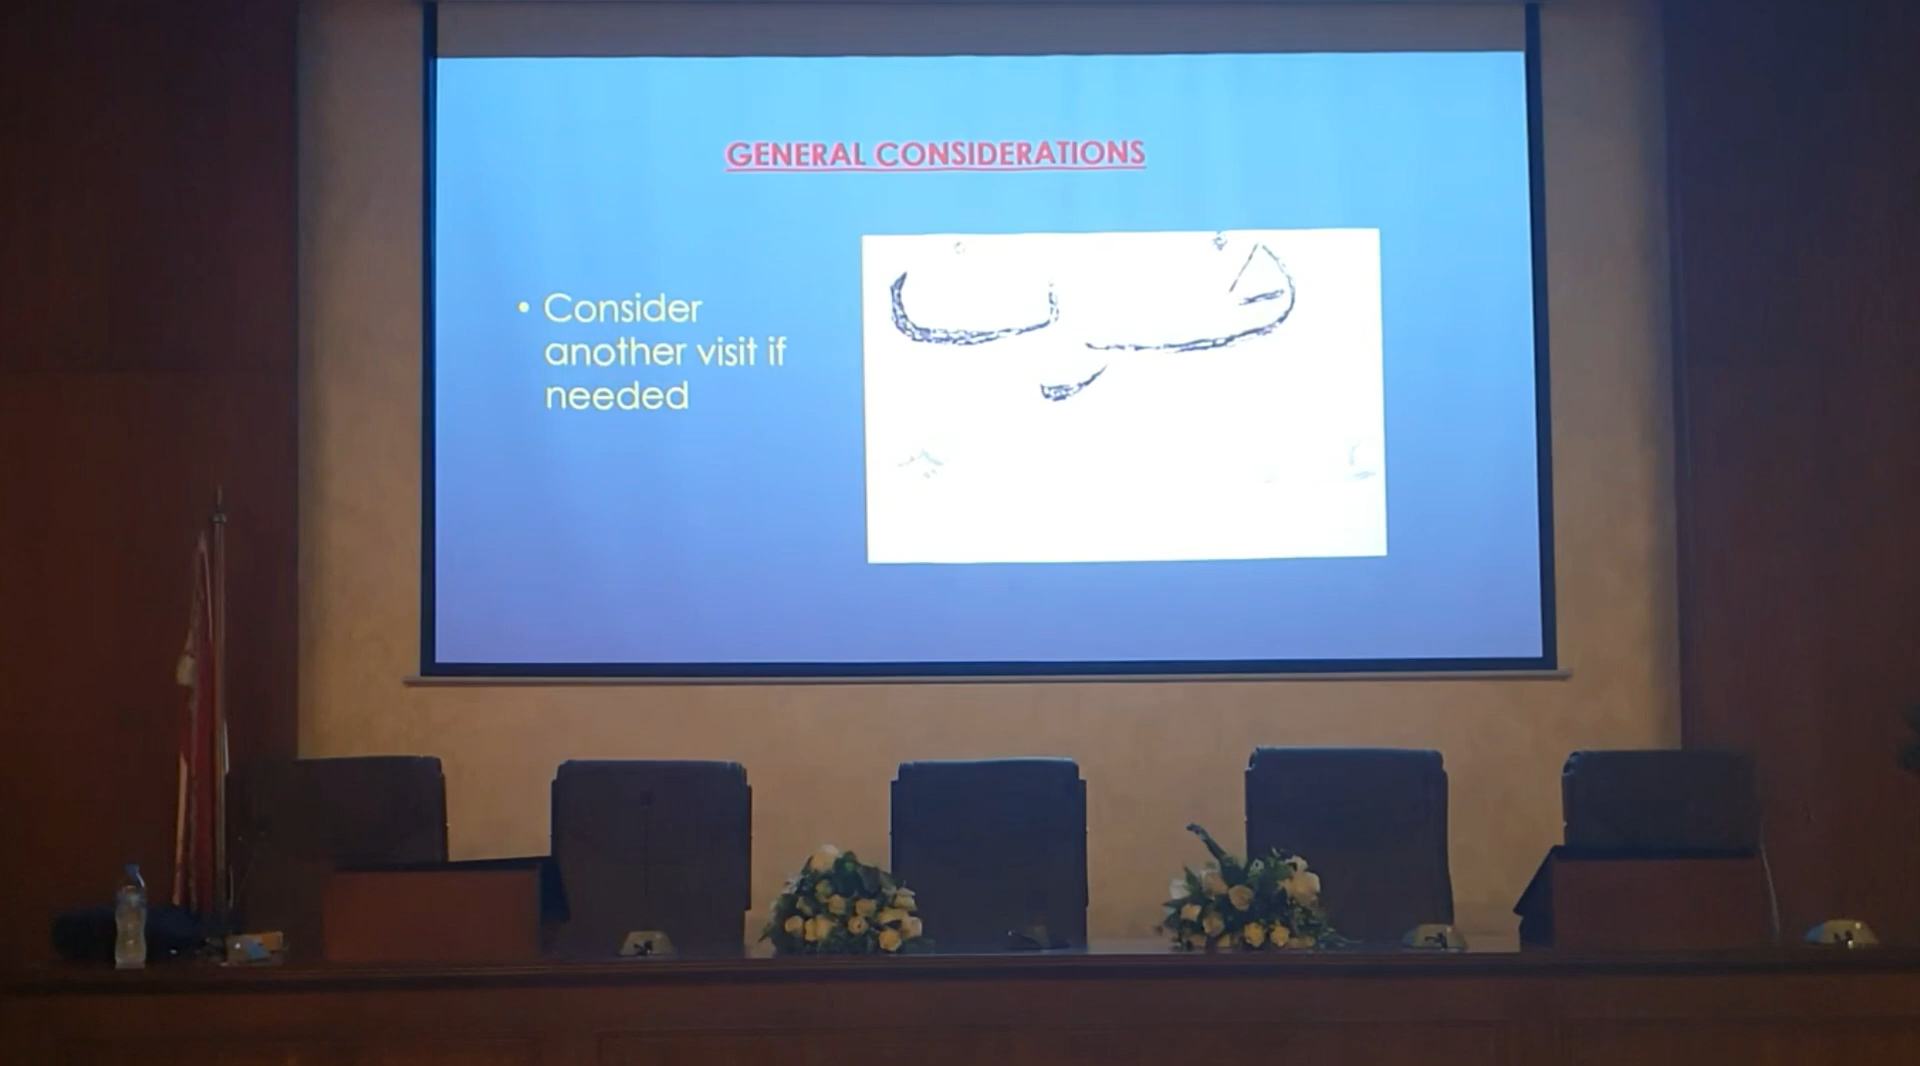 GENERAL CONSIDERATIONS
• Consider
another visit if
needed